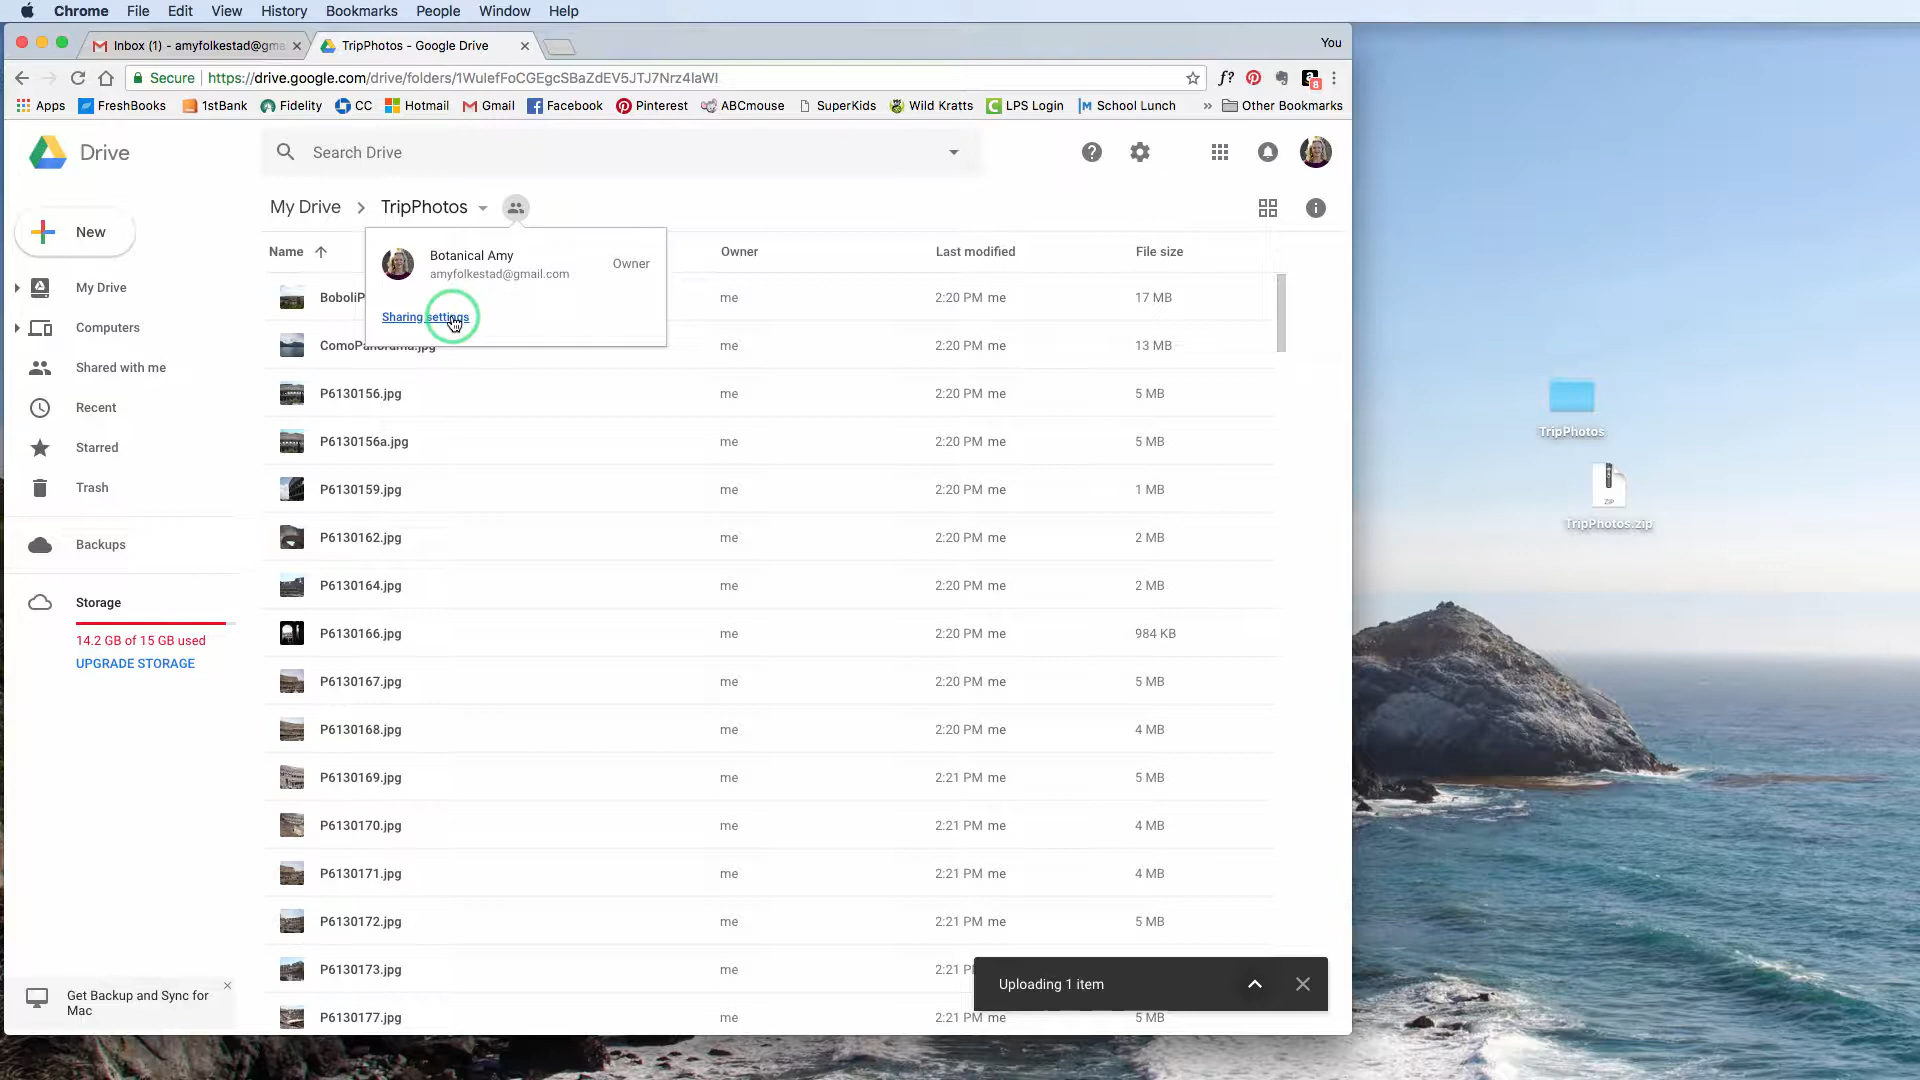 Chrome File Edit View History Bookmarks People Window Help
Inbox (1) - amyfolkestad@gma
TripPhotos - Google Drive
You
Secure
https://drive.google.com/drive/folders/1WulefFoCGEgcSBaZdEV5JTJ7Nrz4laWI
f?
8
Apps FreshBooks 1stBank Fidelity CC Hotmail Gmail Facebook Pinterest ABCmouse SuperKids Wild Kratts LPS Login School Lunch » Other Bookmarks
Drive
Search Drive
New
My Drive
Computers
Shared with me
Recent
Starred
Trash
Backups
Storage
14.2 GB of 15 GB used
UPGRADE STORAGE
Get Backup and Sync for
Mac
My Drive > TripPhotos
Botanical Amy
amyfolkestad@gmail.com
Owner
Sharing settings
Name Owner Last modified File size
BoboliP me 2:20 PM me 17 MB
ComoPanorama.jpg me 2:20 PM me 13 MB
P6130156.jpg me 2:20 PM me 5 MB
P6130156a.jpg me 2:20 PM me 5 MB
P6130159.jpg me 2:20 PM me 1 MB
P6130162.jpg me 2:20 PM me 2 MB
P6130164.jpg me 2:20 PM me 2 MB
P6130166.jpg me 2:20 PM me 984 KB
P6130167.jpg me 2:20 PM me 5 MB
P6130168.jpg me 2:20 PM me 4 MB
P6130169.jpg me 2:21 PM me 5 MB
P6130170.jpg me 2:21 PM me 4 MB
P6130171.jpg me 2:21 PM me 4 MB
P6130172.jpg me 2:21 PM me 5 MB
P6130173.jpg me 2:21 P
P6130177.jpg me 2:21 PM me 5 MB
Uploading 1 item
TripPhotos
ZIP
TripPhotos.zip